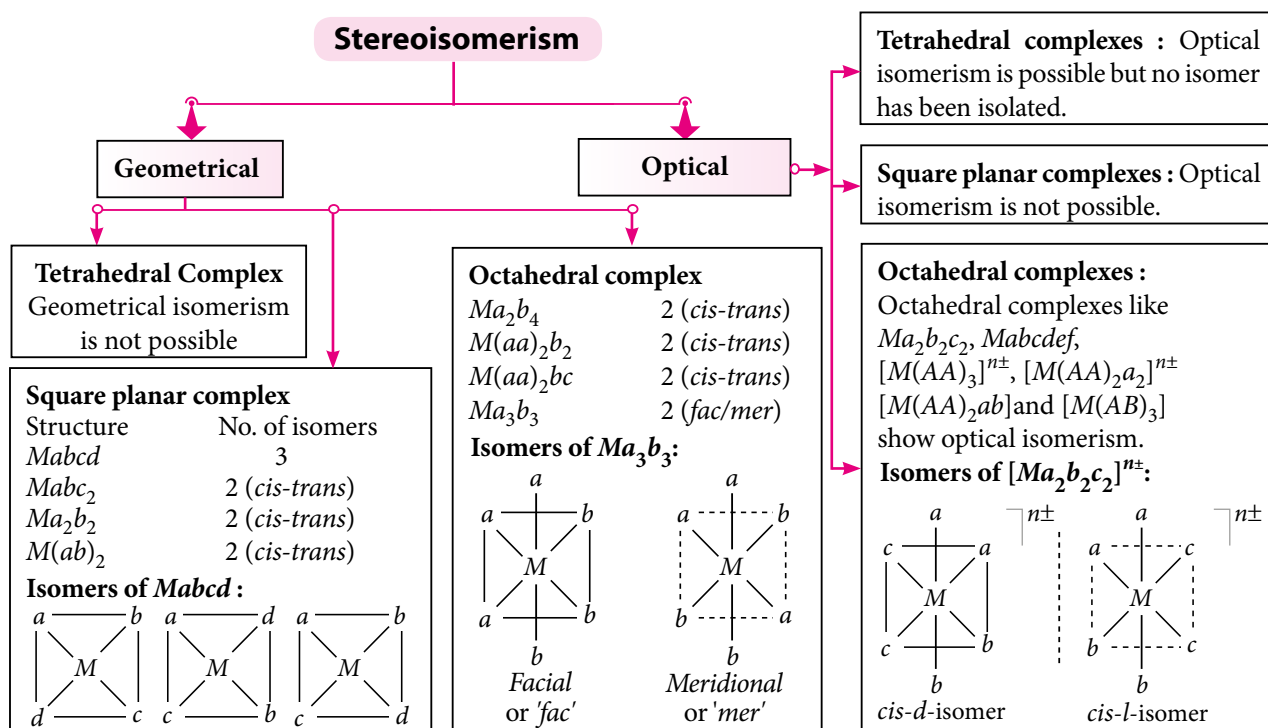 Stereoisomerism
Geometrical
Optical
Tetrahedral complexes : Optical
isomerism is possible but no isomer
has been isolated.
Square planar complexes : Optical
isomerism is not possible.
Tetrahedral Complex
Geometrical isomerism
is not possible
Square planar complex
Structure No. of isomers
Mabcd 3
Mabc₂ 2 (cis-trans)
Ma₂b₂ 2 (cis-trans)
M(ab)₂ 2 (cis-trans)
Isomers of Mabcd :
a b a d a b
M M M
d c c b c d
Octahedral complex
Ma₂b₄ 2 (cis-trans)
M(aa)₂b₂ 2 (cis-trans)
M(aa)₂bc 2 (cis-trans)
Ma₃b₃ 2 (fac/mer)
Isomers of Ma₃b₃:
a a
a b a b
M M
a b b a
b b
Facial Meridional
or 'fac' or 'mer'
Octahedral complexes :
Octahedral complexes like
Ma₂b₂c₂, Mabcdef,
[M(AA)₃]ⁿ±, [M(AA)₂a₂]ⁿ±
[M(AA)₂ab]and [M(AB)₃]
show optical isomerism.
Isomers of [Ma₂b₂c₂]ⁿ±:
a n± a n±
c a a c
M M
c b b c
b b
cis-d-isomer cis-l-isomer